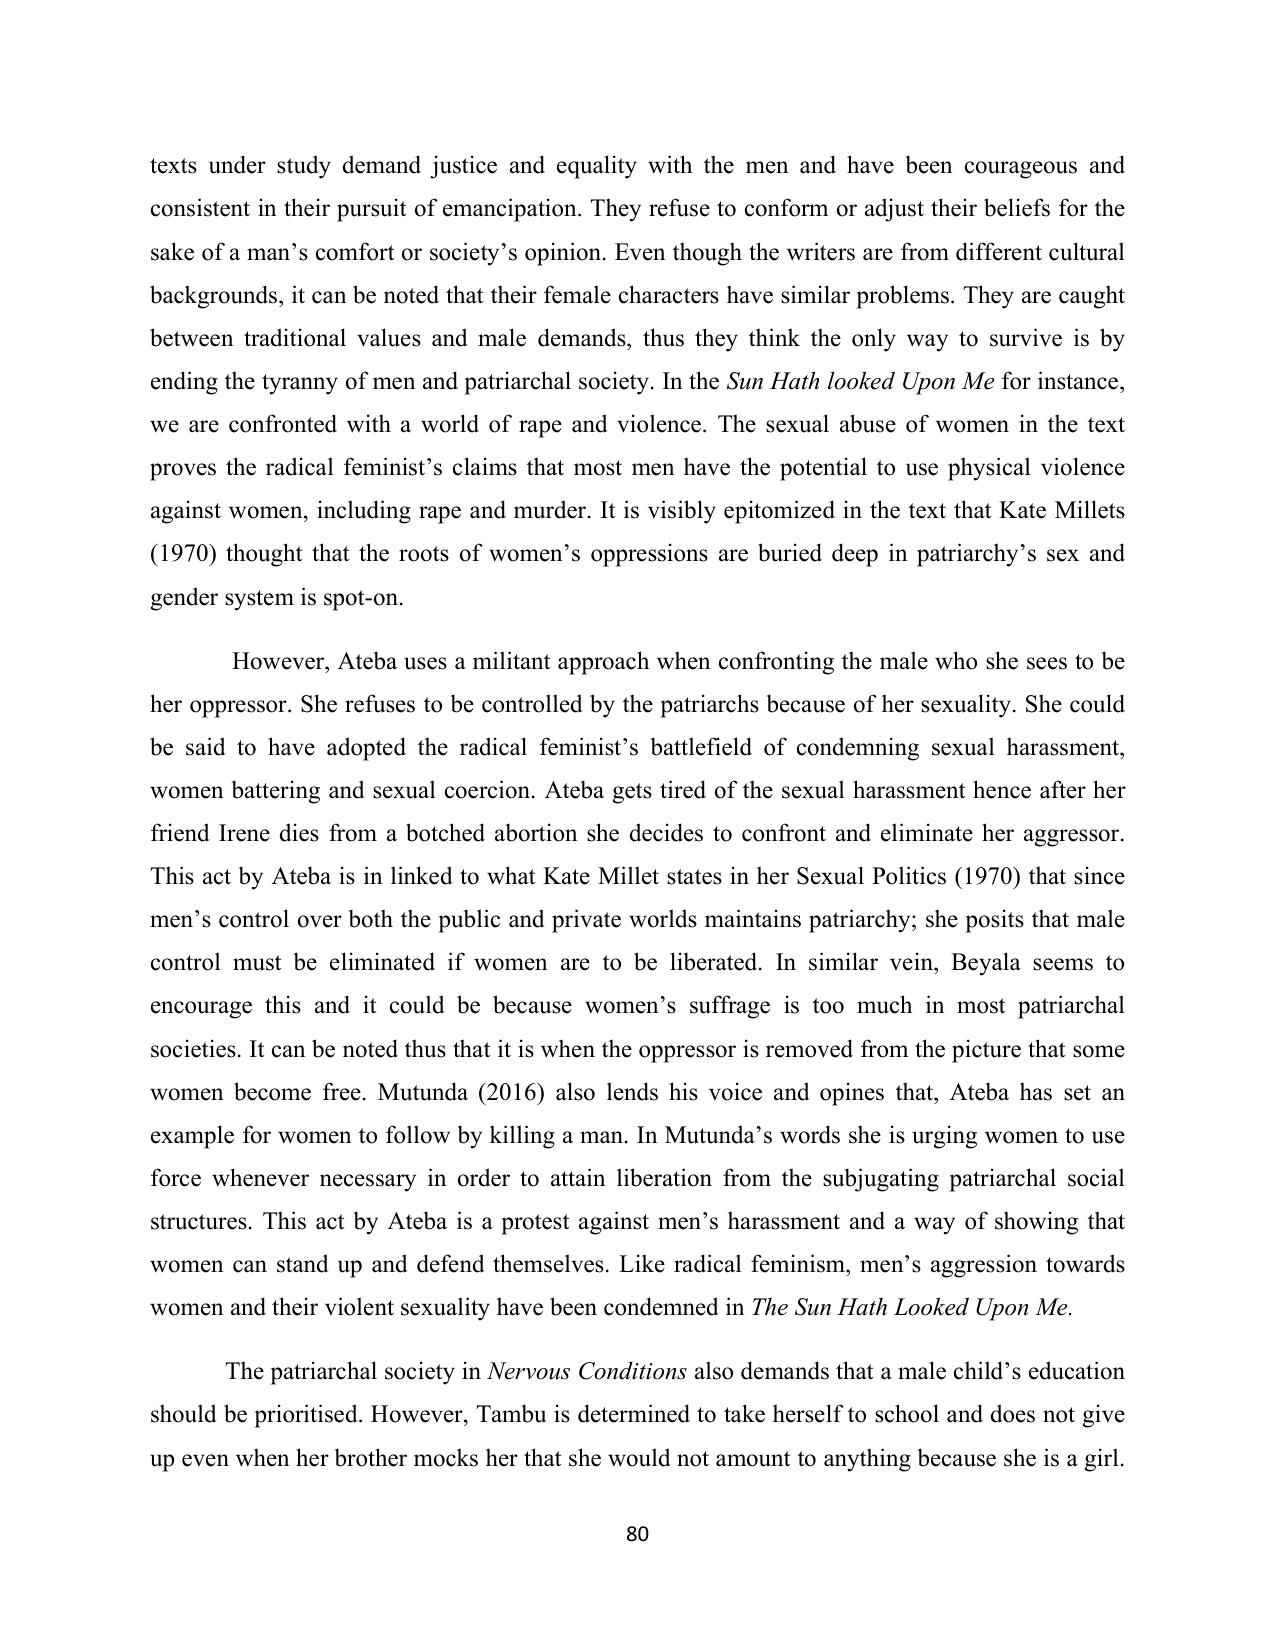 texts under study demand justice and equality with the men and have been courageous and
consistent in their pursuit of emancipation. They refuse to conform or adjust their beliefs for the
sake of a man’s comfort or society’s opinion. Even though the writers are from different cultural
backgrounds, it can be noted that their female characters have similar problems. They are caught
between traditional values and male demands, thus they think the only way to survive is by
ending the tyranny of men and patriarchal society. In the Sun Hath looked Upon Me for instance,
we are confronted with a world of rape and violence. The sexual abuse of women in the text
proves the radical feminist’s claims that most men have the potential to use physical violence
against women, including rape and murder. It is visibly epitomized in the text that Kate Millets
(1970) thought that the roots of women’s oppressions are buried deep in patriarchy’s sex and
gender system is spot-on.
However, Ateba uses a militant approach when confronting the male who she sees to be
her oppressor. She refuses to be controlled by the patriarchs because of her sexuality. She could
be said to have adopted the radical feminist’s battlefield of condemning sexual harassment,
women battering and sexual coercion. Ateba gets tired of the sexual harassment hence after her
friend Irene dies from a botched abortion she decides to confront and eliminate her aggressor.
This act by Ateba is in linked to what Kate Millet states in her Sexual Politics (1970) that since
men’s control over both the public and private worlds maintains patriarchy; she posits that male
control must be eliminated if women are to be liberated. In similar vein, Beyala seems to
encourage this and it could be because women’s suffrage is too much in most patriarchal
societies. It can be noted thus that it is when the oppressor is removed from the picture that some
women become free. Mutunda (2016) also lends his voice and opines that, Ateba has set an
example for women to follow by killing a man. In Mutunda’s words she is urging women to use
force whenever necessary in order to attain liberation from the subjugating patriarchal social
structures. This act by Ateba is a protest against men’s harassment and a way of showing that
women can stand up and defend themselves. Like radical feminism, men’s aggression towards
women and their violent sexuality have been condemned in The Sun Hath Looked Upon Me.
The patriarchal society in Nervous Conditions also demands that a male child’s education
should be prioritised. However, Tambu is determined to take herself to school and does not give
up even when her brother mocks her that she would not amount to anything because she is a girl.
80